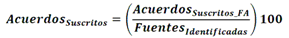 Acuerdos_Suscritos = (Acuerdos_Suscritos_FA / Fuentes_Identificadas) 100